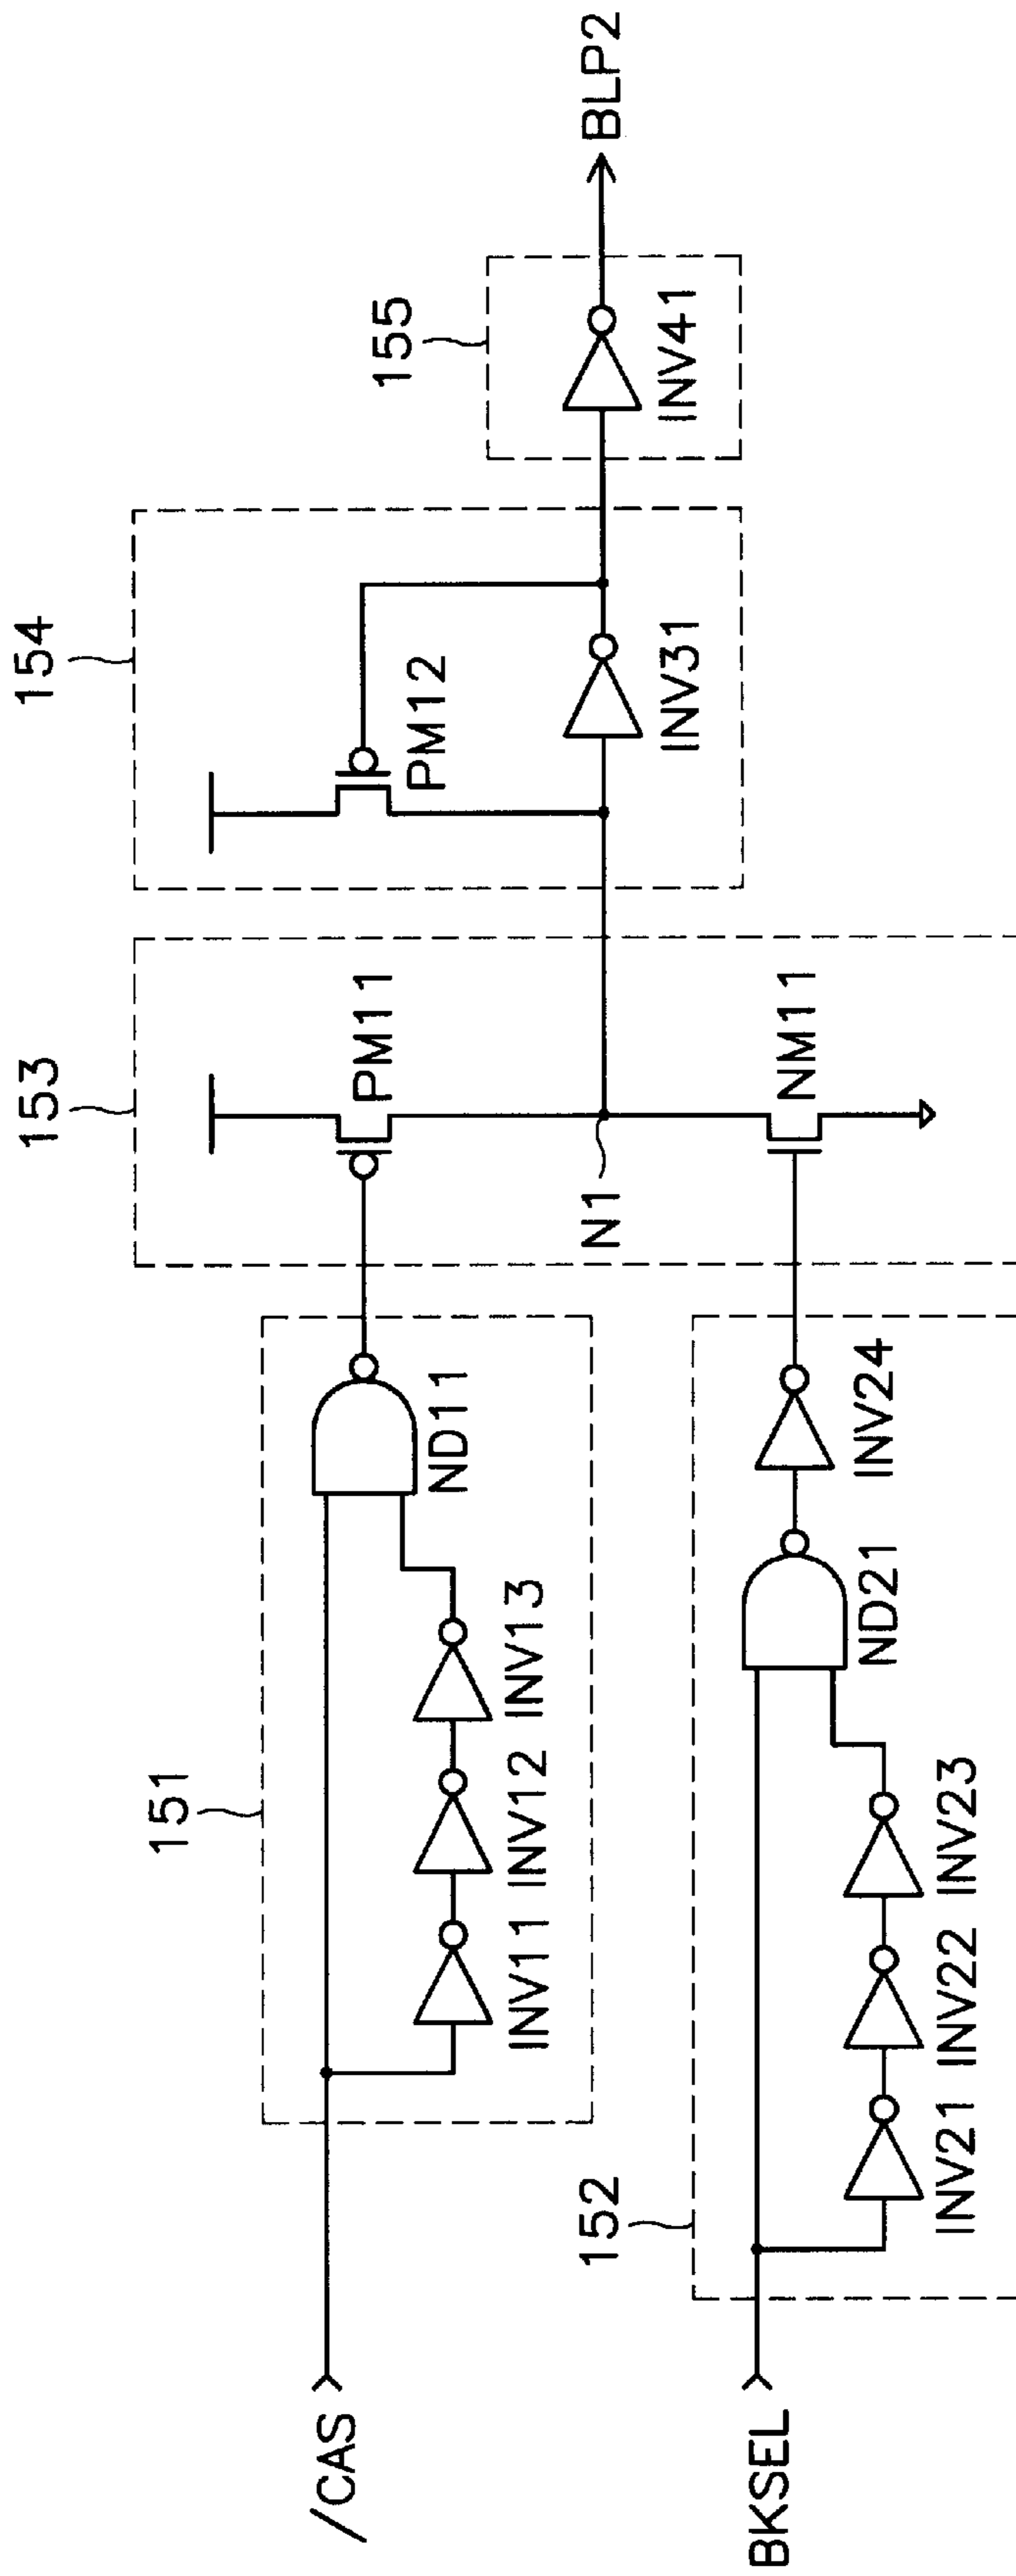 /CAS
BKSEL
151
INV11
INV12
INV13
ND11
152
INV21
INV22
INV23
ND21
INV24
153
PM11
N1
NM11
154
PM12
INV31
155
INV41
BLP2